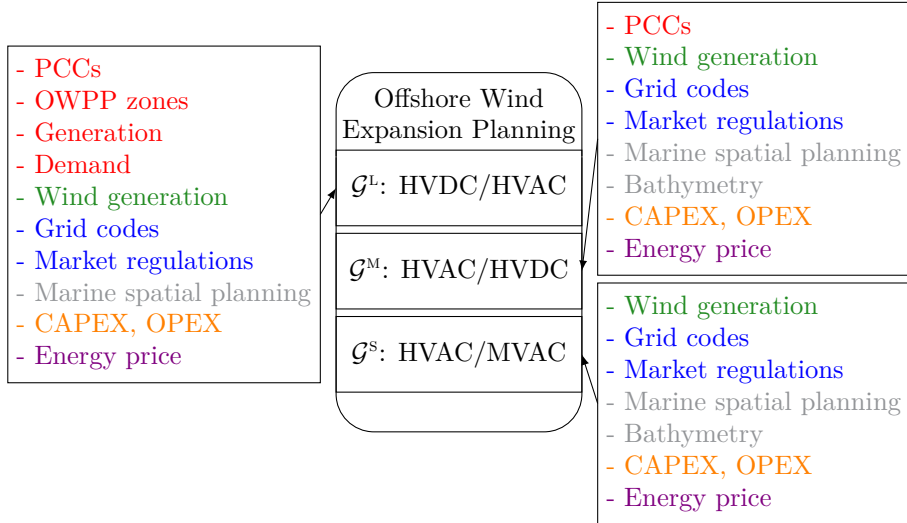 - PCCs
- OWPP zones
- Generation
- Demand
- Wind generation
- Grid codes
- Market regulations
- Marine spatial planning
- CAPEX, OPEX
- Energy price
Offshore Wind
Expansion Planning
𝒢ᴸ: HVDC/HVAC
𝒢ᴹ: HVAC/HVDC
𝒢ˢ: HVAC/MVAC
- PCCs
- Wind generation
- Grid codes
- Market regulations
- Marine spatial planning
- Bathymetry
- CAPEX, OPEX
- Energy price
- Wind generation
- Grid codes
- Market regulations
- Marine spatial planning
- Bathymetry
- CAPEX, OPEX
- Energy price